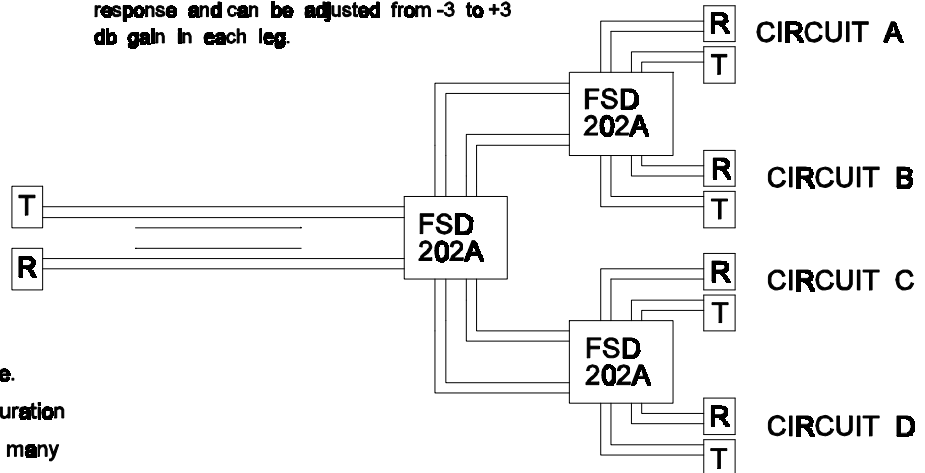 response and can be adjusted from -3 to +3
db gain in each leg.
R
CIRCUIT A
T
FSD
202A
R
CIRCUIT B
T
T
FSD
202A
R
R
CIRCUIT C
T
FSD
202A
e.
uration
R
CIRCUIT D
many
T